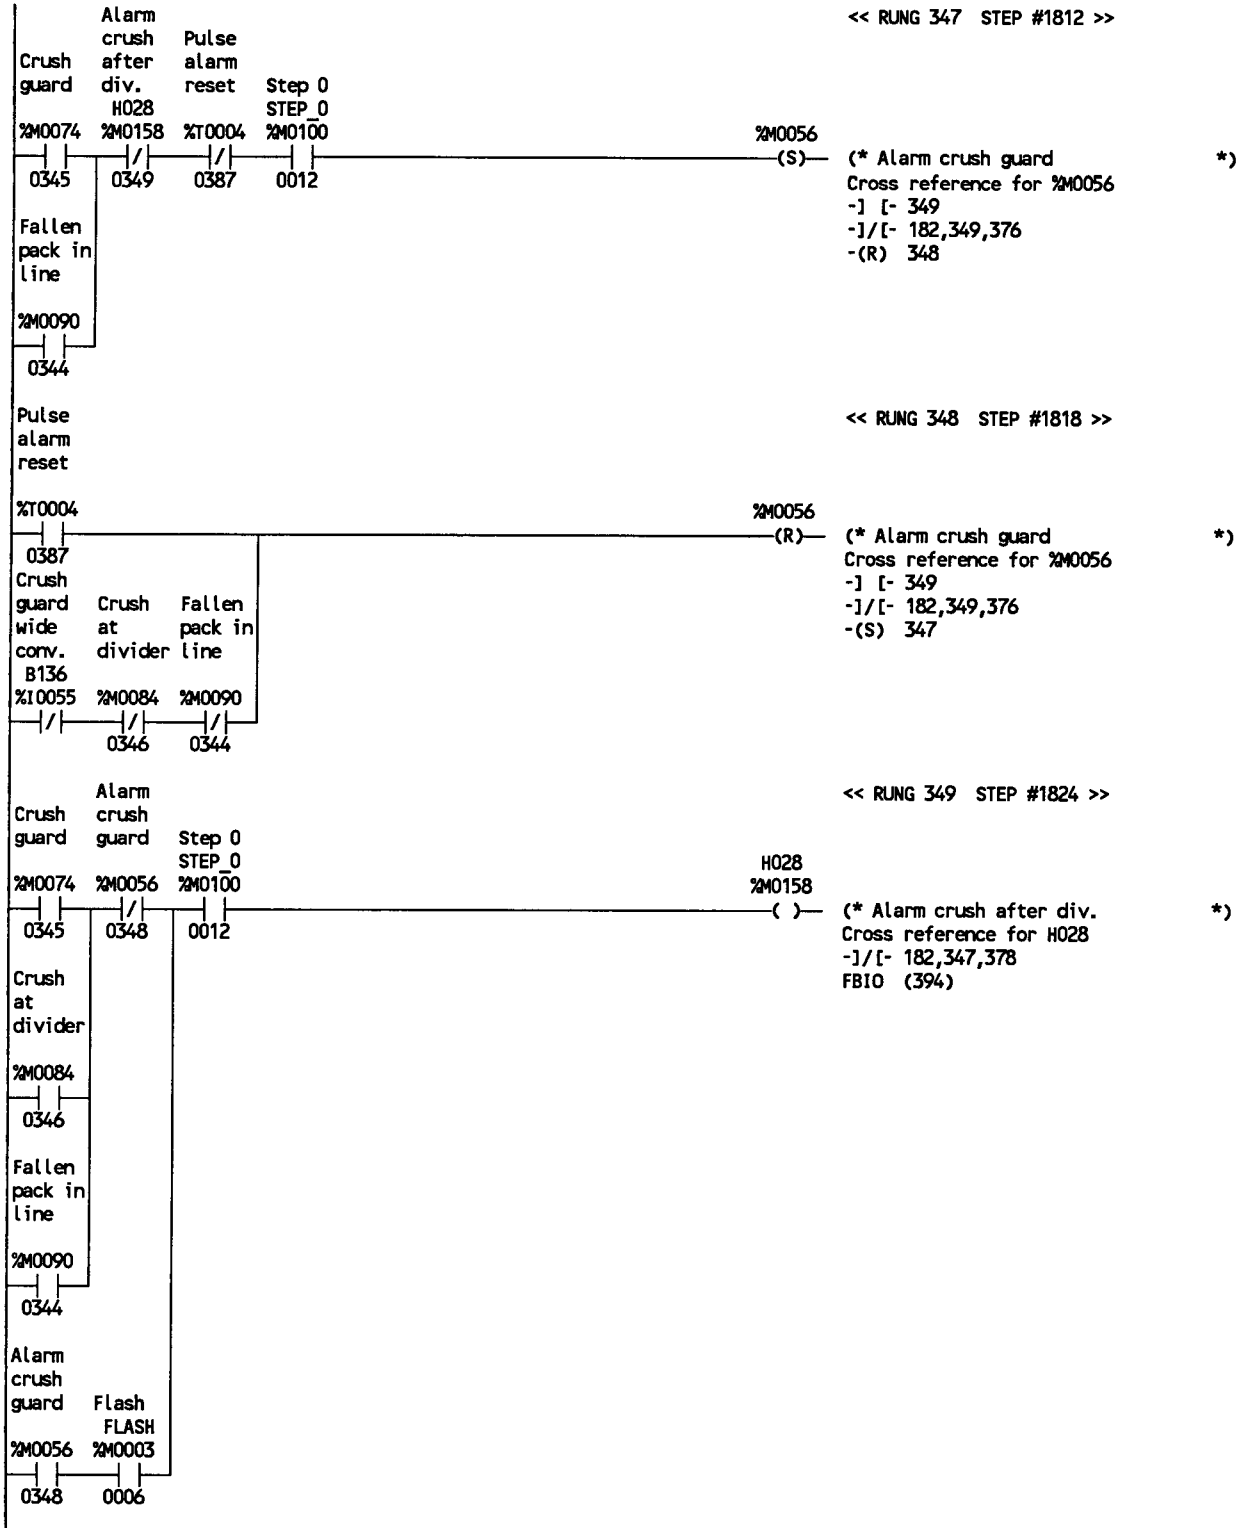 << RUNG 347 STEP #1812 >>
Alarm
crush Pulse
Crush after alarm
guard div. reset Step 0
H028 STEP_0
%M0074 %M0158 %T0004 %M0100 %M0056
(S) (* Alarm crush guard *)
0345 0349 0387 0012 Cross reference for %M0056
-] [- 349
Fallen -]/[- 182,349,376
pack in -(R) 348
line
%M0090
0344
Pulse << RUNG 348 STEP #1818 >>
alarm
reset
%T0004 %M0056
(R) (* Alarm crush guard *)
0387 Cross reference for %M0056
Crush -] [- 349
guard Crush Fallen -]/[- 182,349,376
wide at pack in -(S) 347
conv. divider line
B136
%I0055 %M0084 %M0090
0346 0344
Alarm << RUNG 349 STEP #1824 >>
Crush crush
guard guard Step 0
STEP_0 H028
%M0074 %M0056 %M0100 %M0158
( ) (* Alarm crush after div. *)
0345 0348 0012 Cross reference for H028
-]/[- 182,347,378
Crush FBIO (394)
at
divider
%M0084
0346
Fallen
pack in
line
%M0090
0344
Alarm
crush
guard Flash
FLASH
%M0056 %M0003
0348 0006